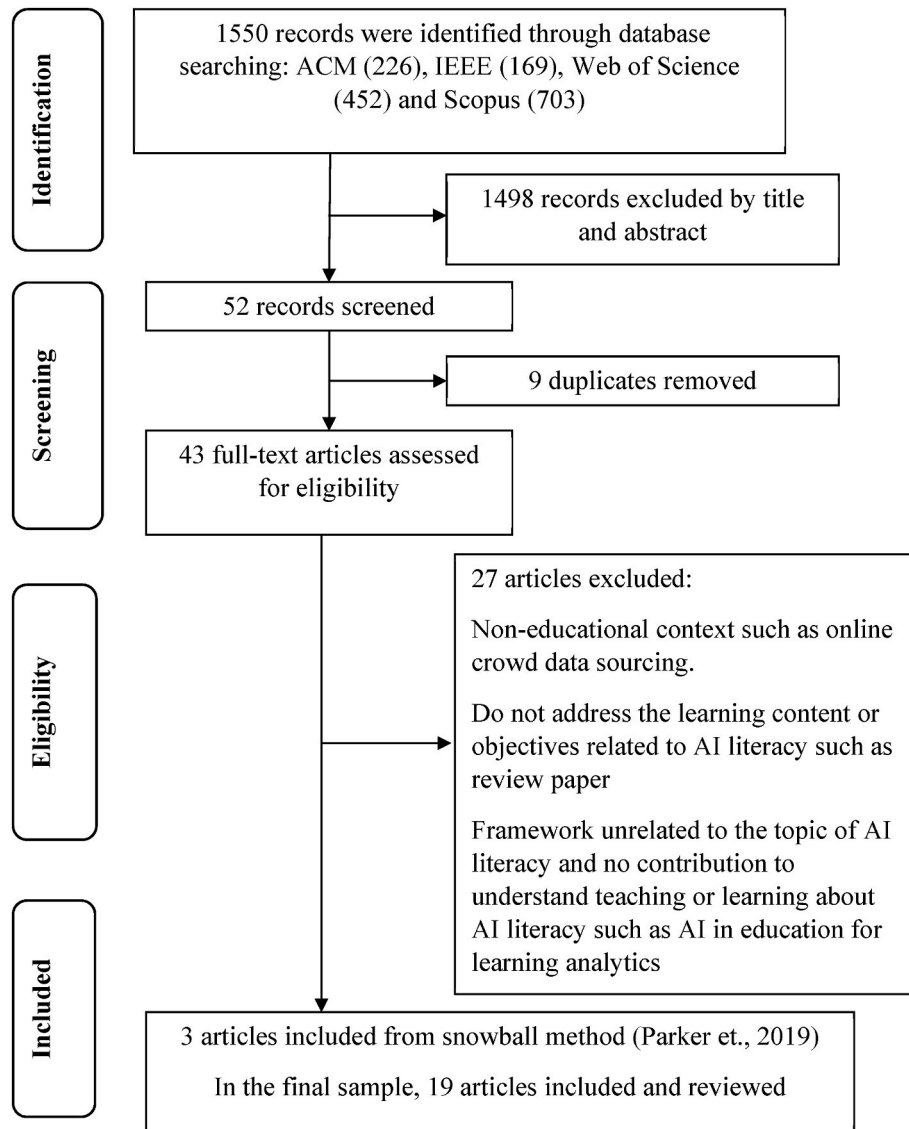 Identification
1550 records were identified through database
searching: ACM (226), IEEE (169), Web of Science
(452) and Scopus (703)
1498 records excluded by title
and abstract
Screening
52 records screened
9 duplicates removed
43 full-text articles assessed
for eligibility
Eligibility
27 articles excluded:
Non-educational context such as online
crowd data sourcing.
Do not address the learning content or
objectives related to AI literacy such as
review paper
Framework unrelated to the topic of AI
literacy and no contribution to
understand teaching or learning about
AI literacy such as AI in education for
learning analytics
Included
3 articles included from snowball method (Parker et., 2019)
In the final sample, 19 articles included and reviewed